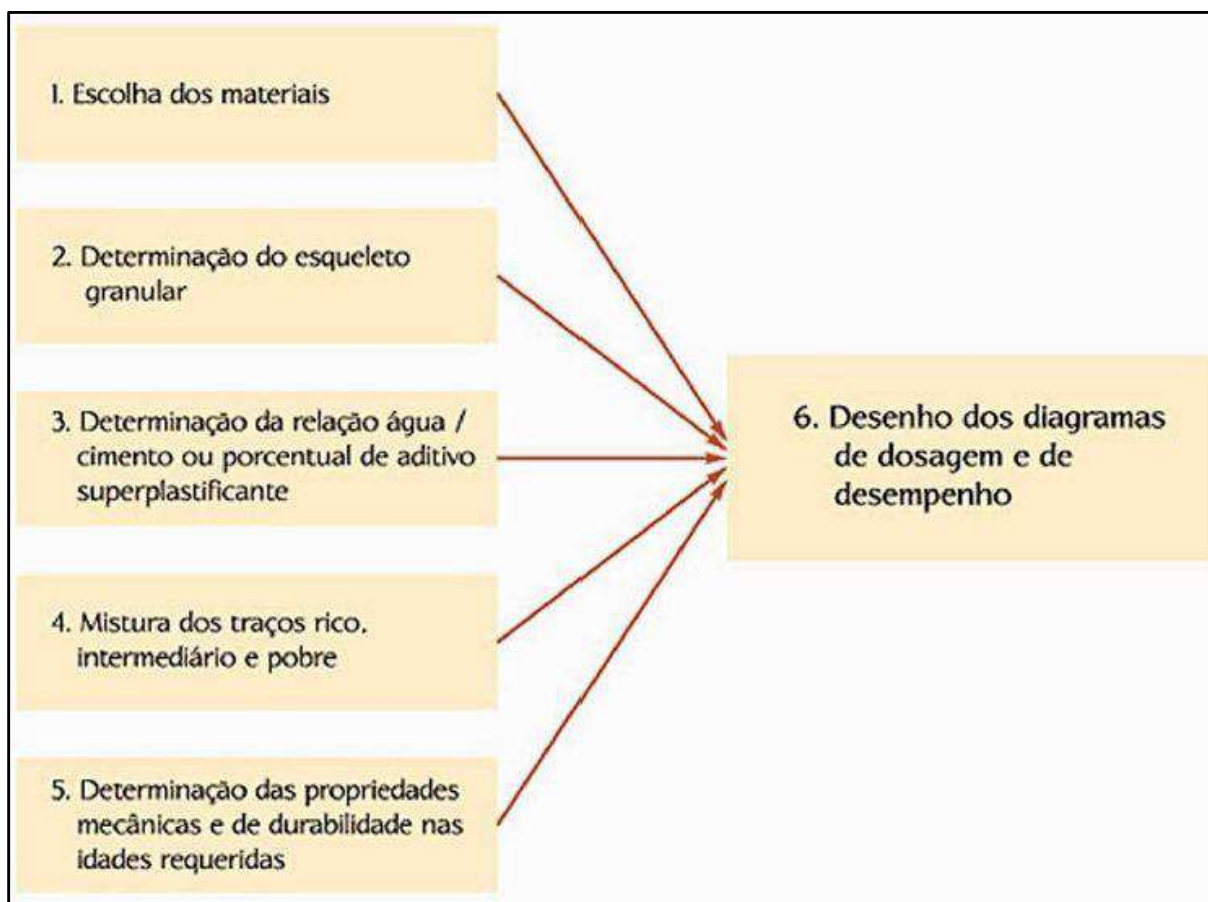 1. Escolha dos materiais
2. Determinação do esqueleto
granular
3. Determinação da relação água /
cimento ou porcentual de aditivo
superplastificante
4. Mistura dos traços rico,
intermediário e pobre
5. Determinação das propriedades
mecânicas e de durabilidade nas
idades requeridas
6. Desenho dos diagramas
de dosagem e de
desempenho